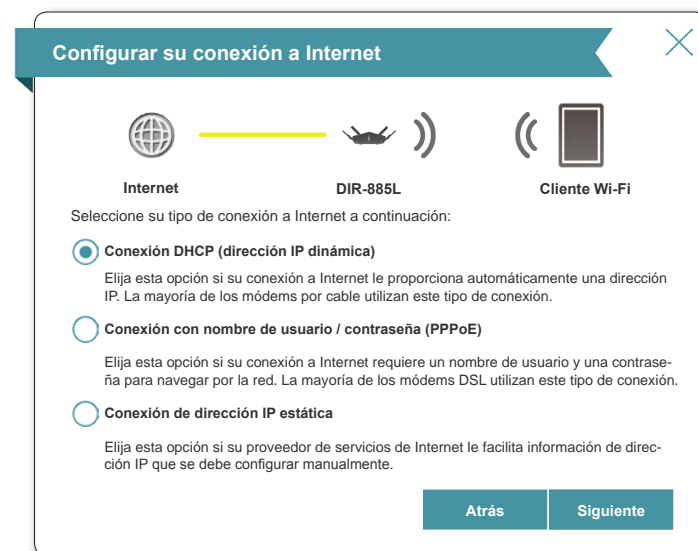 Configurar su conexión a Internet
Internet
DIR-885L
Cliente Wi-Fi
Seleccione su tipo de conexión a Internet a continuación:
Conexión DHCP (dirección IP dinámica)
Elija esta opción si su conexión a Internet le proporciona automáticamente una dirección
IP. La mayoría de los módems por cable utilizan este tipo de conexión.
Conexión con nombre de usuario / contraseña (PPPoE)
Elija esta opción si su conexión a Internet requiere un nombre de usuario y una contrase-
ña para navegar por la red. La mayoría de los módems DSL utilizan este tipo de conexión.
Conexión de dirección IP estática
Elija esta opción si su proveedor de servicios de Internet le facilita información de direc-
ción IP que se debe configurar manualmente.
Atrás
Siguiente